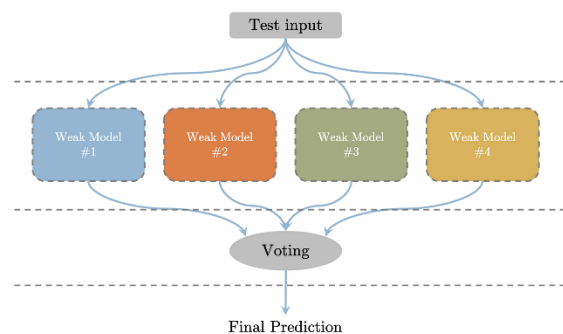 Test input
Weak Model
#1
Weak Model
#2
Weak Model
#3
Weak Model
#4
Voting
Final Prediction